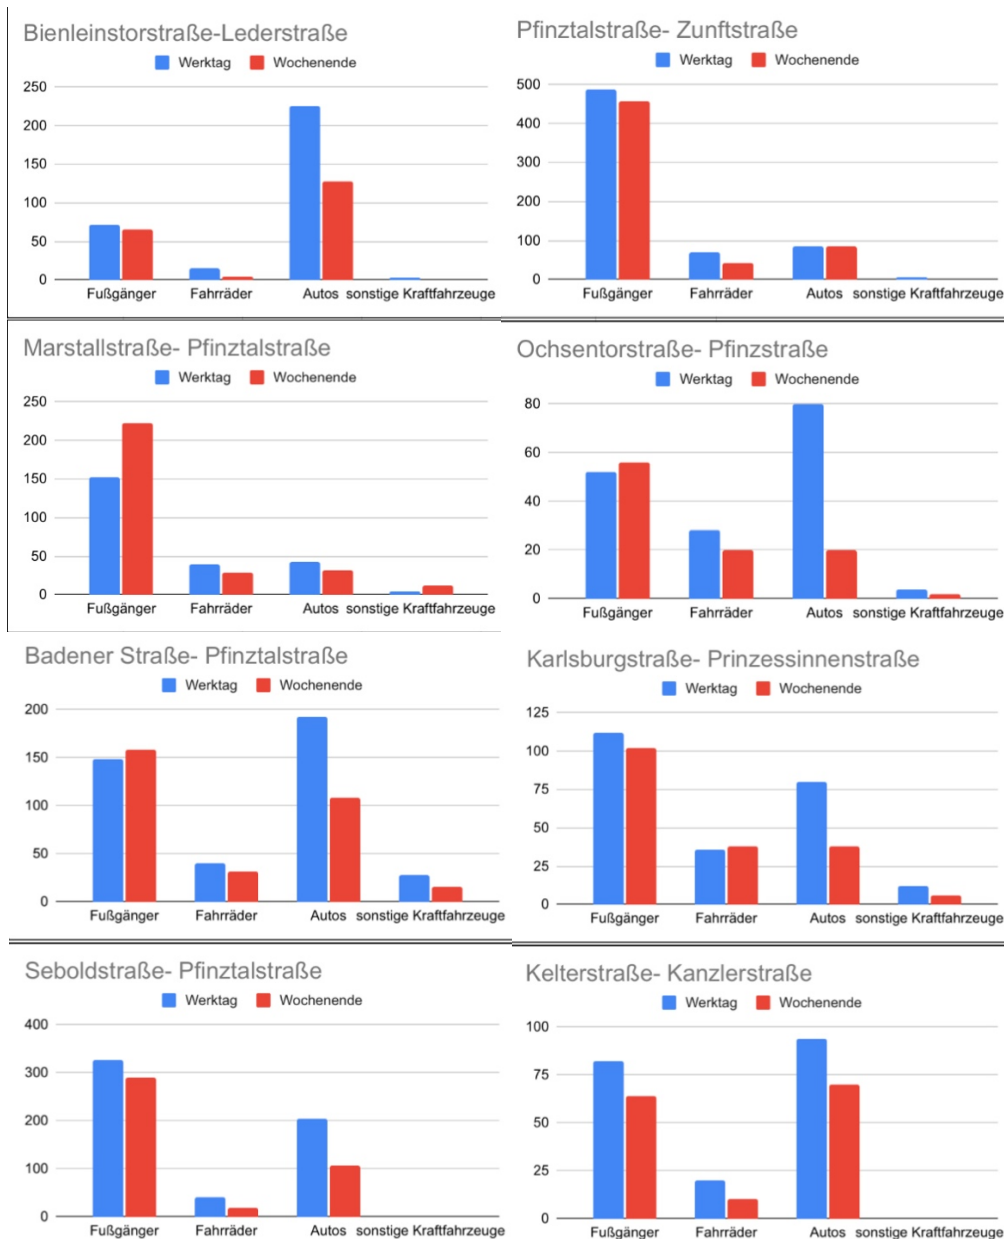 Bienleinstorstraße-Lederstraße
Werktag Wochenende
250
200
150
100
50
0
Fußgänger Fahrräder Autos sonstige Kraftfahrzeuge
Pfinztalstraße- Zunftstraße
Werktag Wochenende
500
400
300
200
100
0
Fußgänger Fahrräder Autos sonstige Kraftfahrzeuge
Marstallstraße- Pfinztalstraße
Werktag Wochenende
250
200
150
100
50
0
Fußgänger Fahrräder Autos sonstige Kraftfahrzeuge
Ochsentorstraße- Pfinzstraße
Werktag Wochenende
80
60
40
20
0
Fußgänger Fahrräder Autos sonstige Kraftfahrzeuge
Badener Straße- Pfinztalstraße
Werktag Wochenende
200
150
100
50
0
Fußgänger Fahrräder Autos sonstige Kraftfahrzeuge
Karlsburgstraße- Prinzessinnenstraße
Werktag Wochenende
125
100
75
50
25
0
Fußgänger Fahrräder Autos sonstige Kraftfahrzeuge
Seboldstraße- Pfinztalstraße
Werktag Wochenende
400
300
200
100
0
Fußgänger Fahrräder Autos sonstige Kraftfahrzeuge
Kelterstraße- Kanzlerstraße
Werktag Wochenende
100
75
50
25
0
Fußgänger Fahrräder Autos sonstige Kraftfahrzeuge